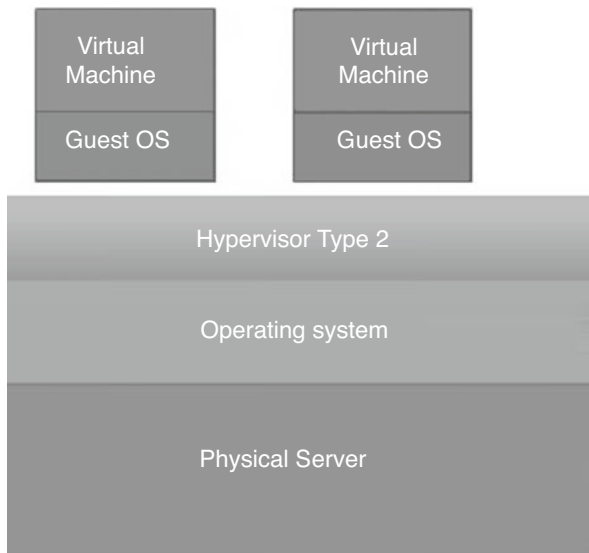 Virtual
Machine
Guest OS
Virtual
Machine
Guest OS
Hypervisor Type 2
Operating system
Physical Server